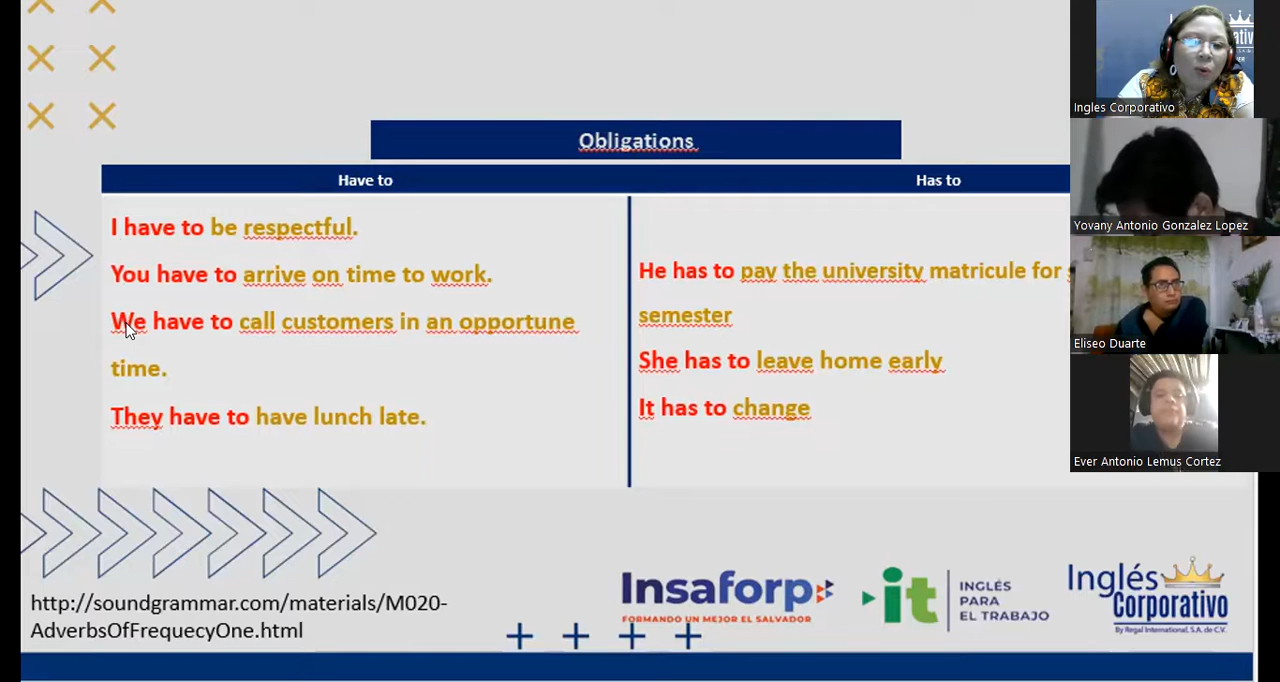 Obligations
Have to
Has to
I have to be respectful.
You have to arrive on time to work.
We have to call customers in an opportune
time.
They have to have lunch late.
He has to pay the university matricule for
semester
She has to leave home early
It has to change
http://soundgrammar.com/materials/M020-
AdverbsOfFrequecyOne.html
Insaforp
FORMANDO UN MEJOR EL SALVADOR
it
INGLÉS
PARA
EL TRABAJO
Inglés
Corporativo
By Regal International, S.A. de C.V.
Ingles Corporativo
Yovany Antonio Gonzalez Lopez
Eliseo Duarte
Ever Antonio Lemus Cortez